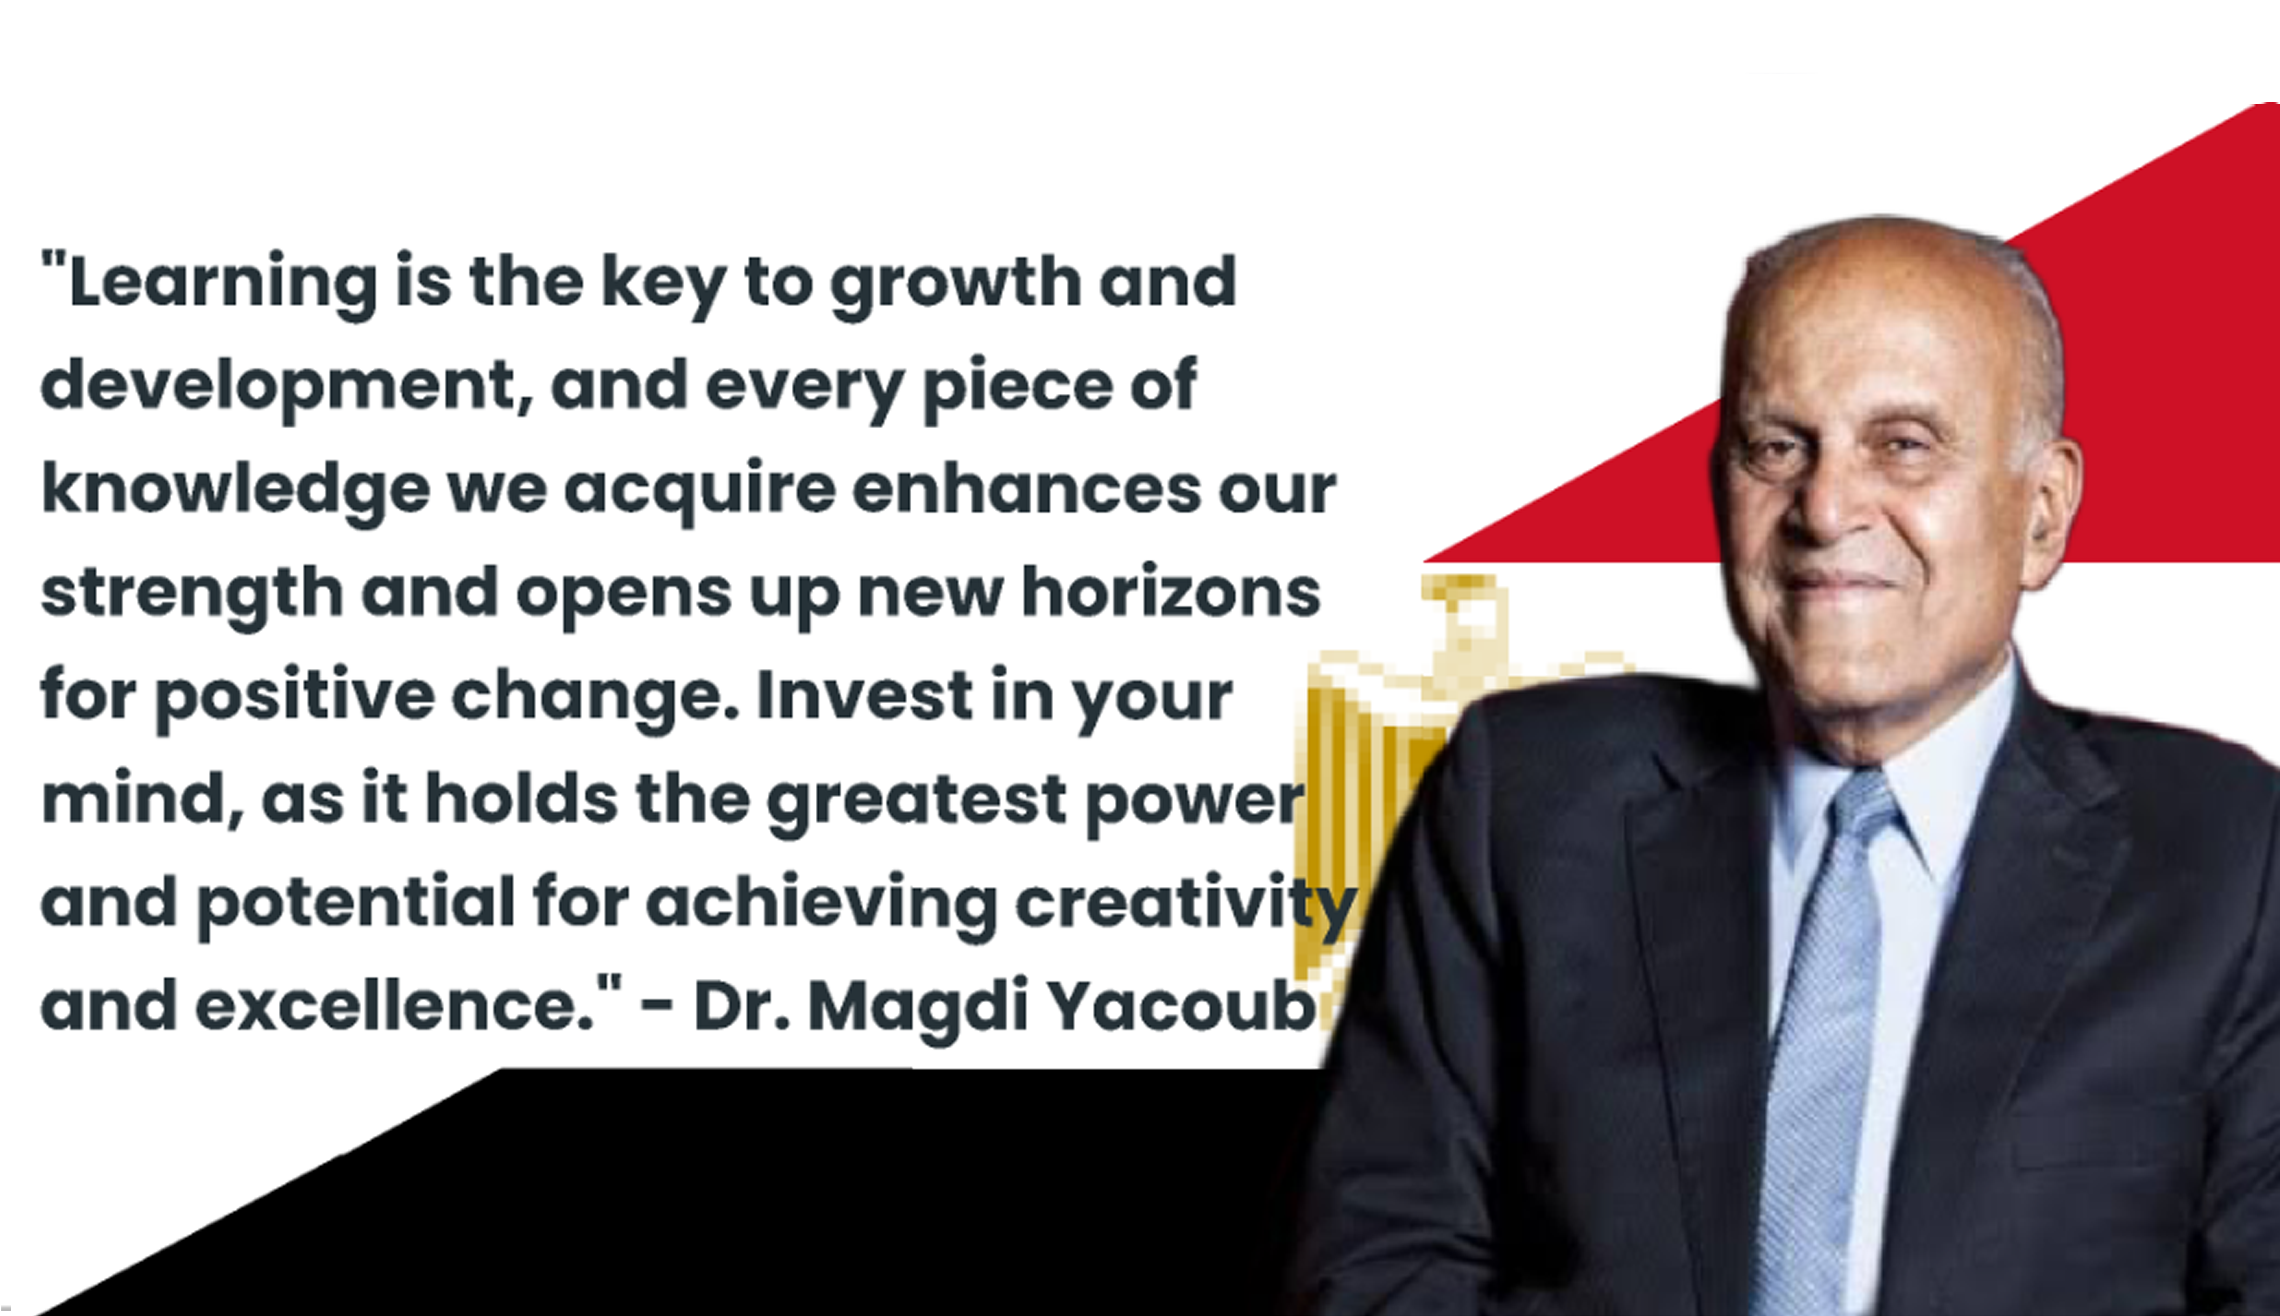 "Learning is the key to growth and
development, and every piece of
knowledge we acquire enhances our
strength and opens up new horizons
for positive change. Invest in your
mind, as it holds the greatest power
and potential for achieving creativity
and excellence." - Dr. Magdi Yacoub